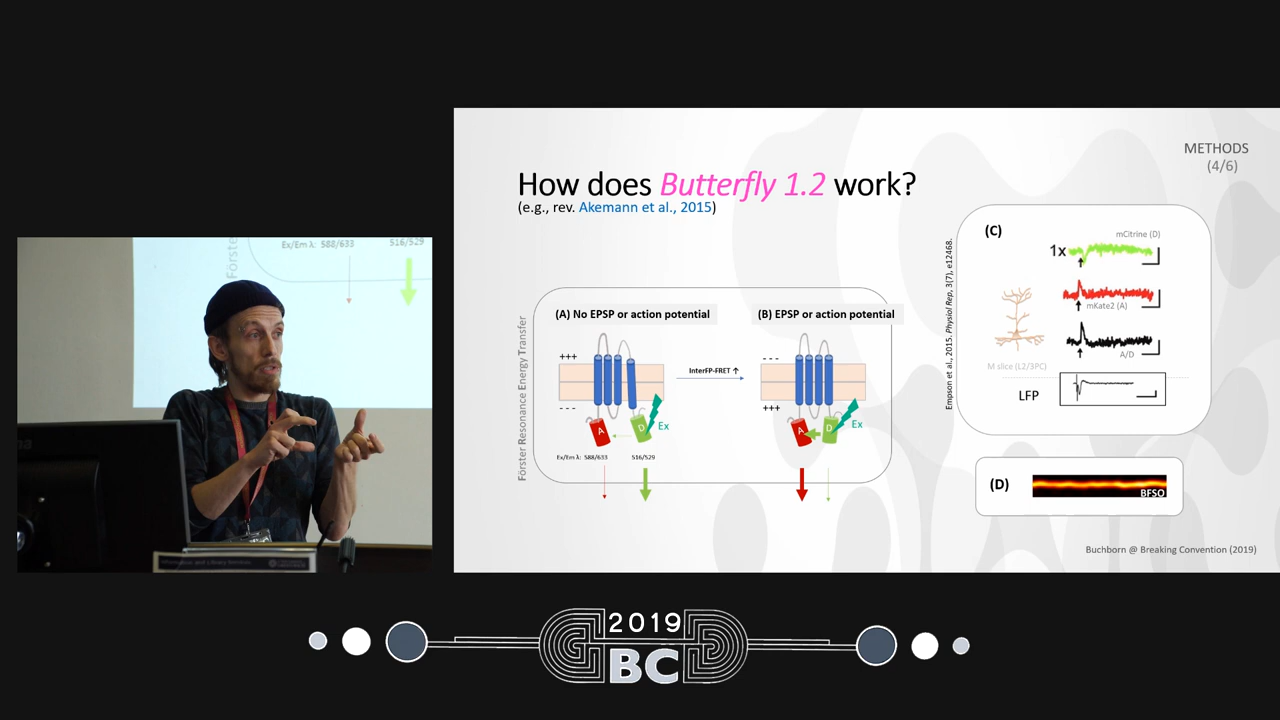 METHODS
(4/6)
How does Butterfly 1.2 work?
(e.g., rev. Akemann et al., 2015)
Förster Resonance Energy Transfer
(A) No EPSP or action potential
+++
- - -
A
D
Ex
Ex/Em λ: 588/633
516/529
InterFP-FRET ↑
(B) EPSP or action potential
- - -
+++
A
D
Ex
Empson et al., 2015. Physiol Rep, 3(7), e12468.
(C)
mCitrine (D)
1x
mKate2 (A)
A/D
M slice (L2/3PC)
LFP
(D)
BFSO
Buchborn @ Breaking Convention (2019)
Förste
Ex/Em λ: 588/633
516/529
2019
BC